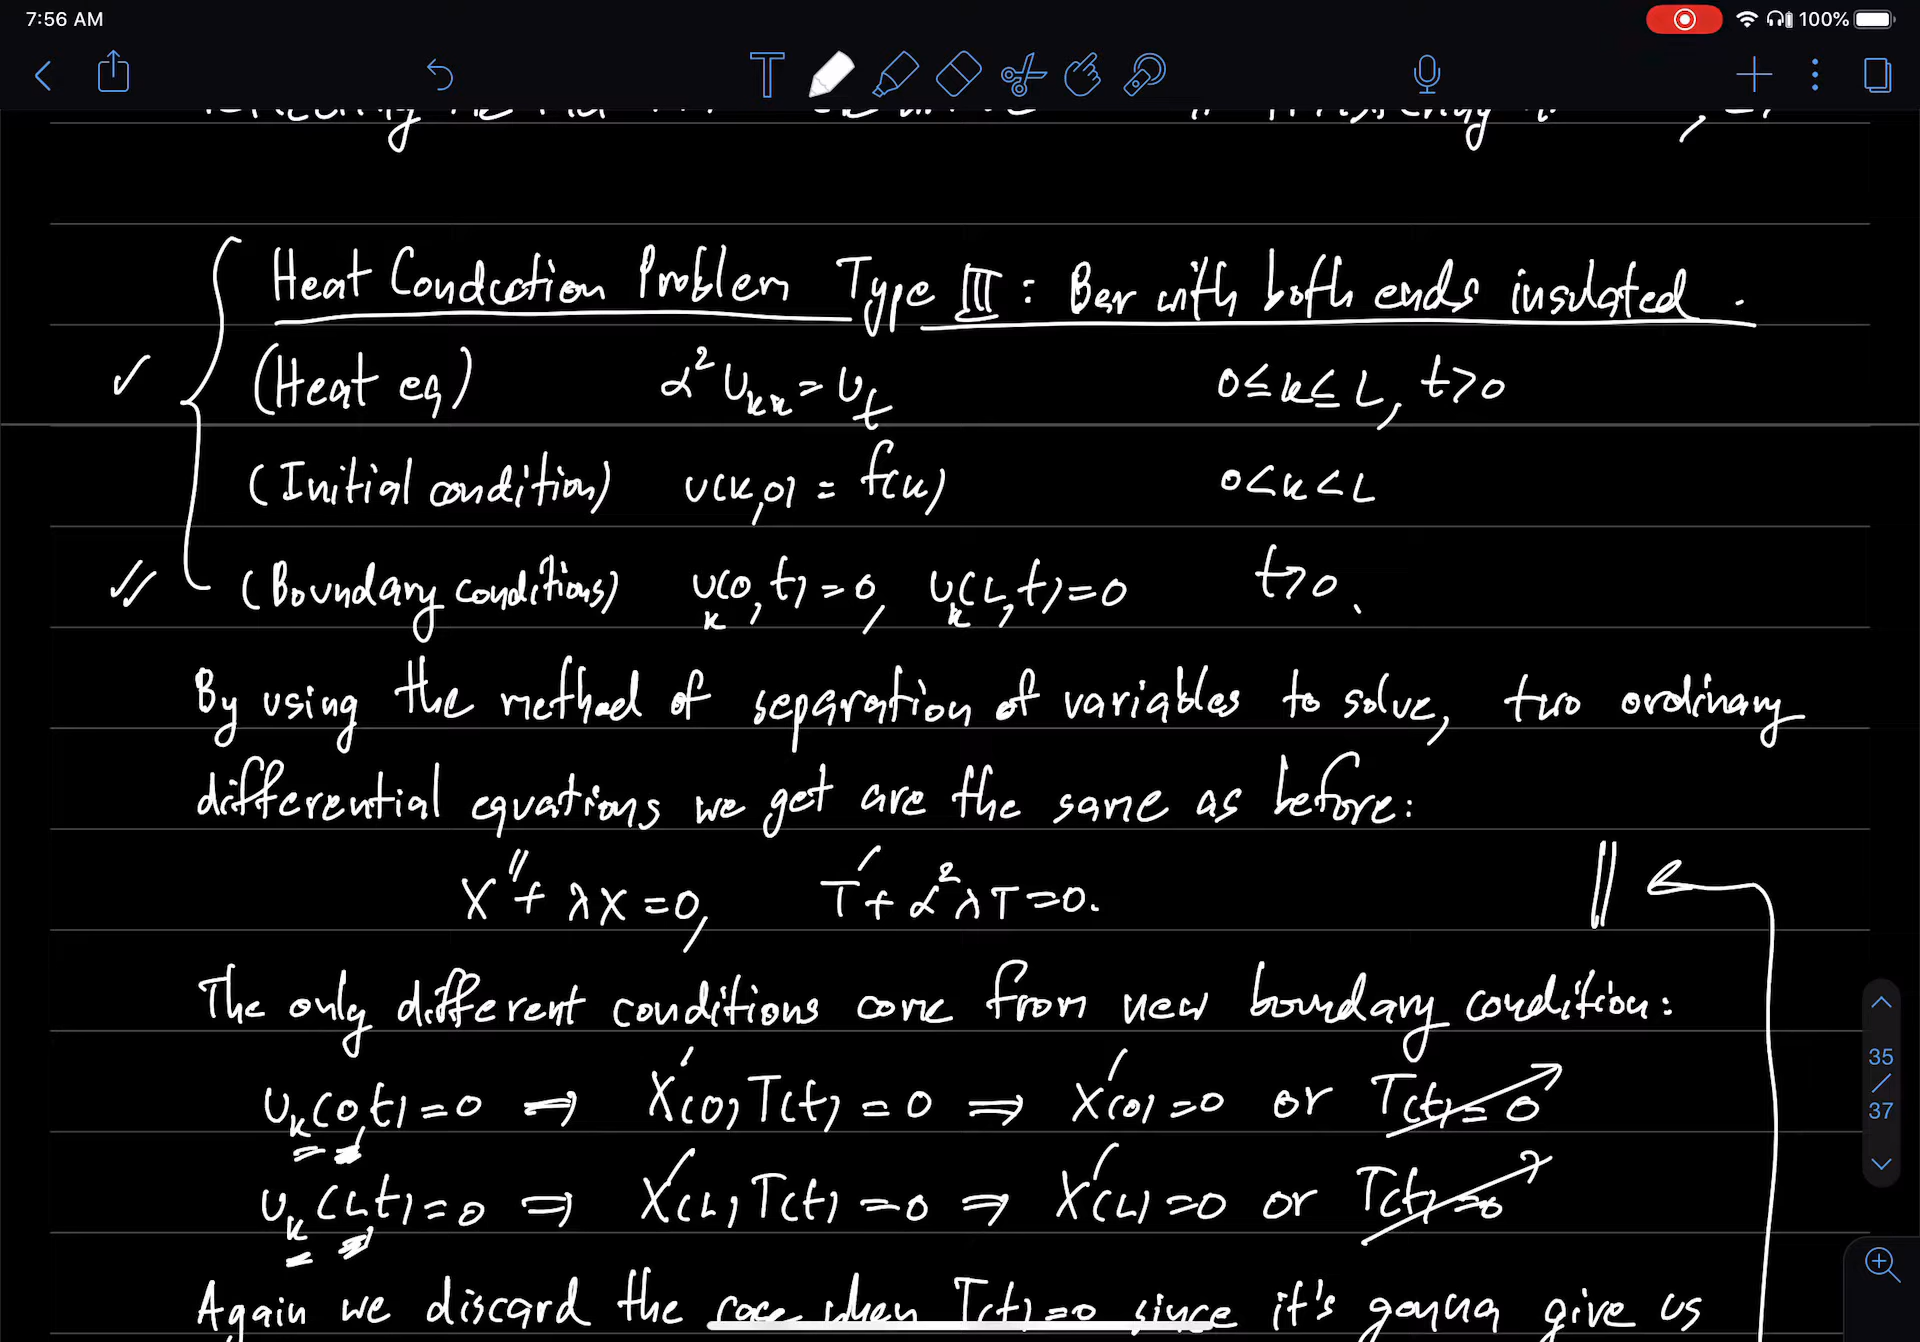 7:56 AM 100%
Heat Conduction Problem Type III : Bar with both ends insulated.
(Heat eq) α² u_xx = u_t 0≤x≤L, t>0
(Initial condition) u(x,0) = f(x) 0<x<L
(Boundary conditions) u_x(0,t)=0, u_x(L,t)=0 t>0.
By using the method of separation of variables to solve, two ordinary
differential equations we get are the same as before:
X''+ λX=0, T'+ α²λT=0.
The only different conditions come from new boundary condition:
u_x(0,t)=0 ⇒ X'(0)T(t)=0 ⇒ X'(0)=0 or T(t)=0
u_x(L,t)=0 ⇒ X'(L)T(t)=0 ⇒ X'(L)=0 or T(t)=0
Again we discard the case when T(t)=0 since it's gonna give us
35
/
37